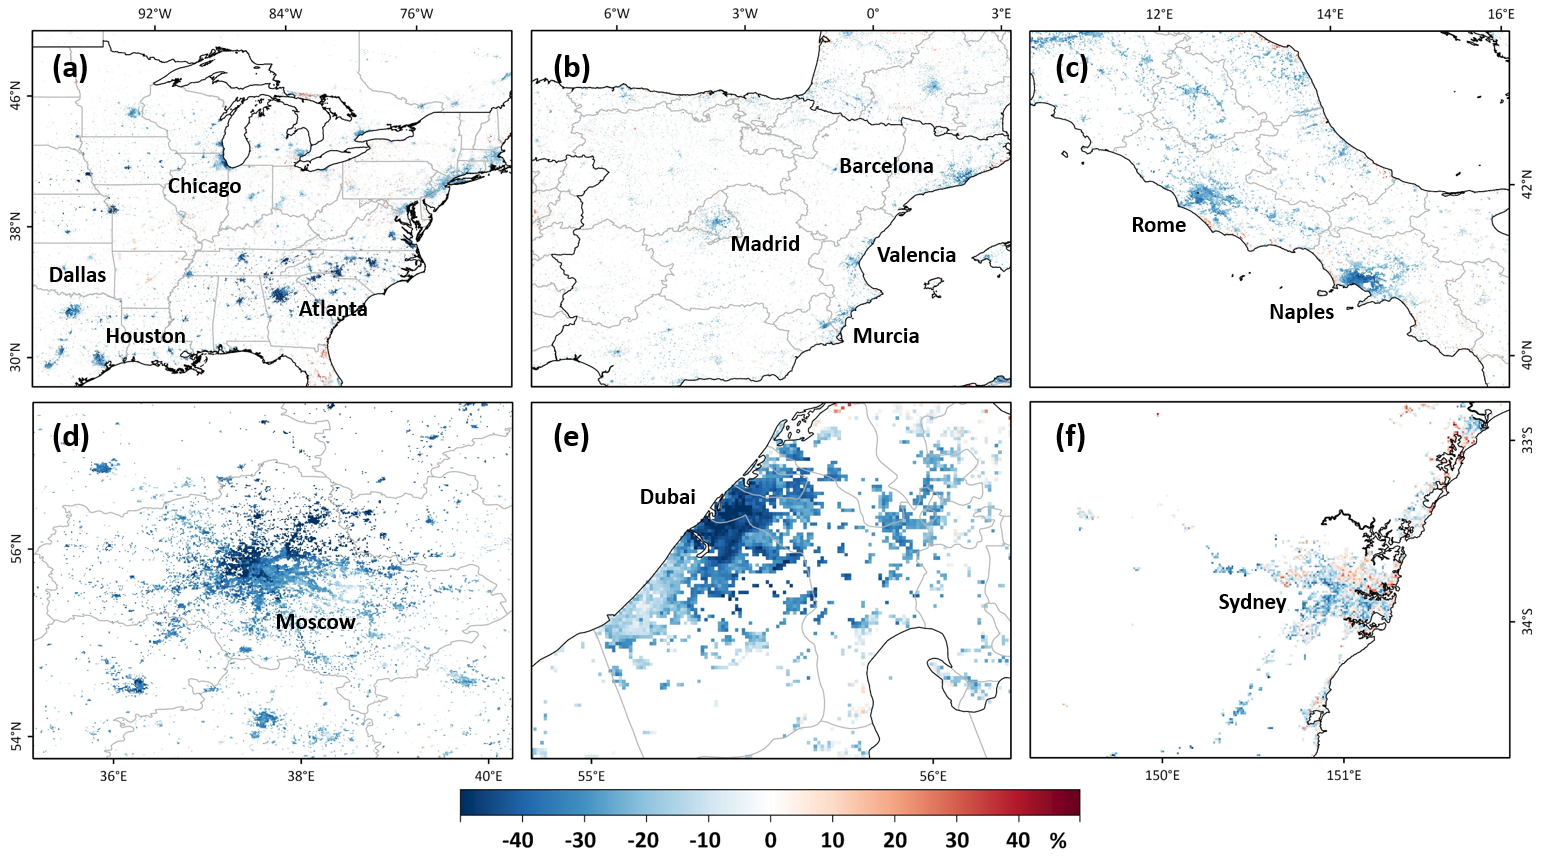 92°W 84°W 76°W 6°W 3°W 0° 3°E 12°E 14°E 16°E
(a) (b) (c)
46°N
38°N
30°N
Chicago
Dallas
Houston
Atlanta
Barcelona
Madrid
Valencia
Murcia
Rome
Naples
42°N
40°N
(d) (e) (f)
56°N
54°N
Moscow
Dubai
Sydney
33°S
34°S
36°E 38°E 40°E 55°E 56°E 150°E 151°E
-40 -30 -20 -10 0 10 20 30 40 %